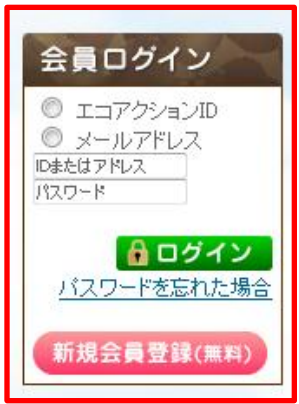 会員ログイン
エコアクションID
メールアドレス
IDまたはアドレス
パスワード
ログイン
パスワードを忘れた場合
新規会員登録(無料)